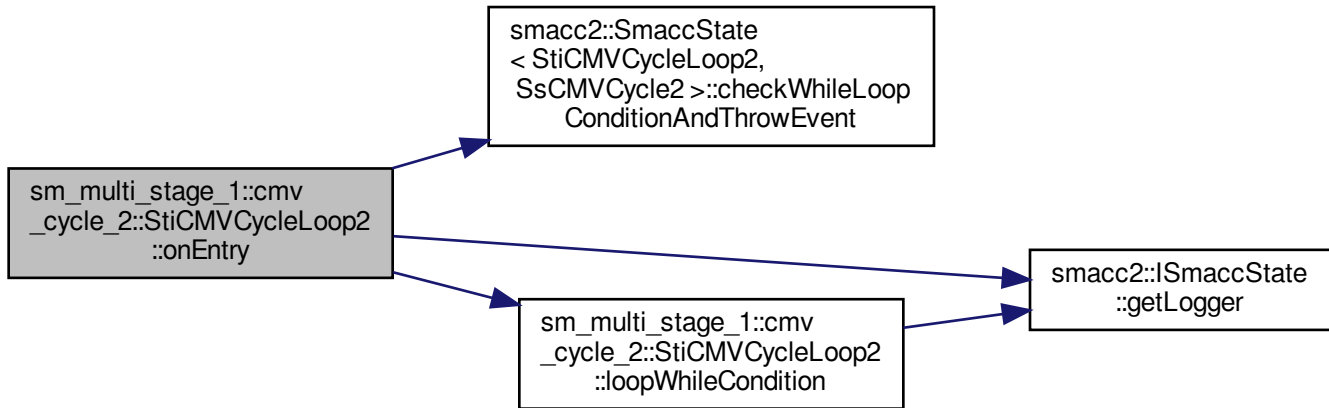 smacc2::SmaccState
< StiCMVCycleLoop2,
SsCMVCycle2 >::checkWhileLoop
ConditionAndThrowEvent
sm_multi_stage_1::cmv
_cycle_2::StiCMVCycleLoop2
::onEntry
smacc2::ISmaccState
::getLogger
sm_multi_stage_1::cmv
_cycle_2::StiCMVCycleLoop2
::loopWhileCondition